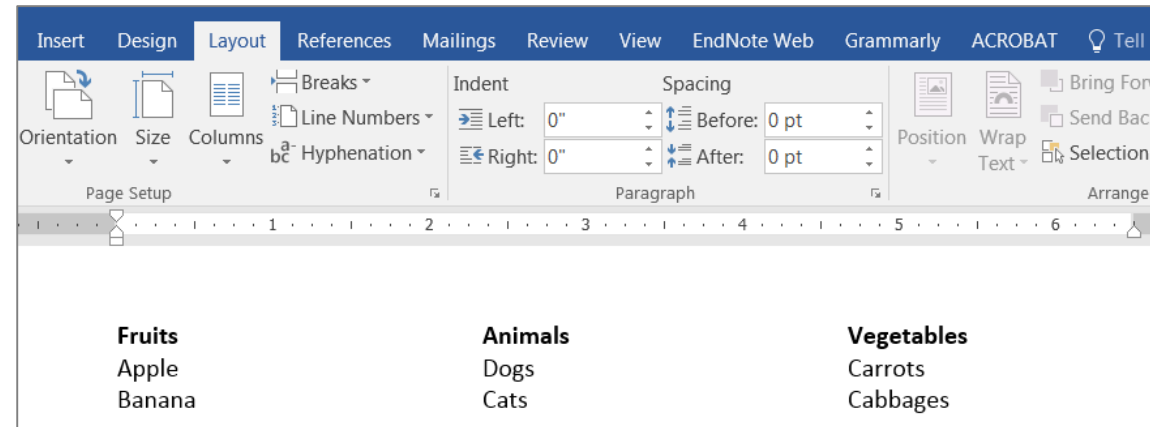 Insert Design Layout References Mailings Review View EndNote Web Grammarly ACROBAT Tell
Orientation Size Columns Breaks Indent Spacing Position Wrap Text Bring For
Line Numbers Left: 0" Before: 0 pt Send Bac
bc a- Hyphenation Right: 0" After: 0 pt Selection
Page Setup Paragraph Arrange
1 2 3 4 5 6
Fruits Animals Vegetables
Apple Dogs Carrots
Banana Cats Cabbages